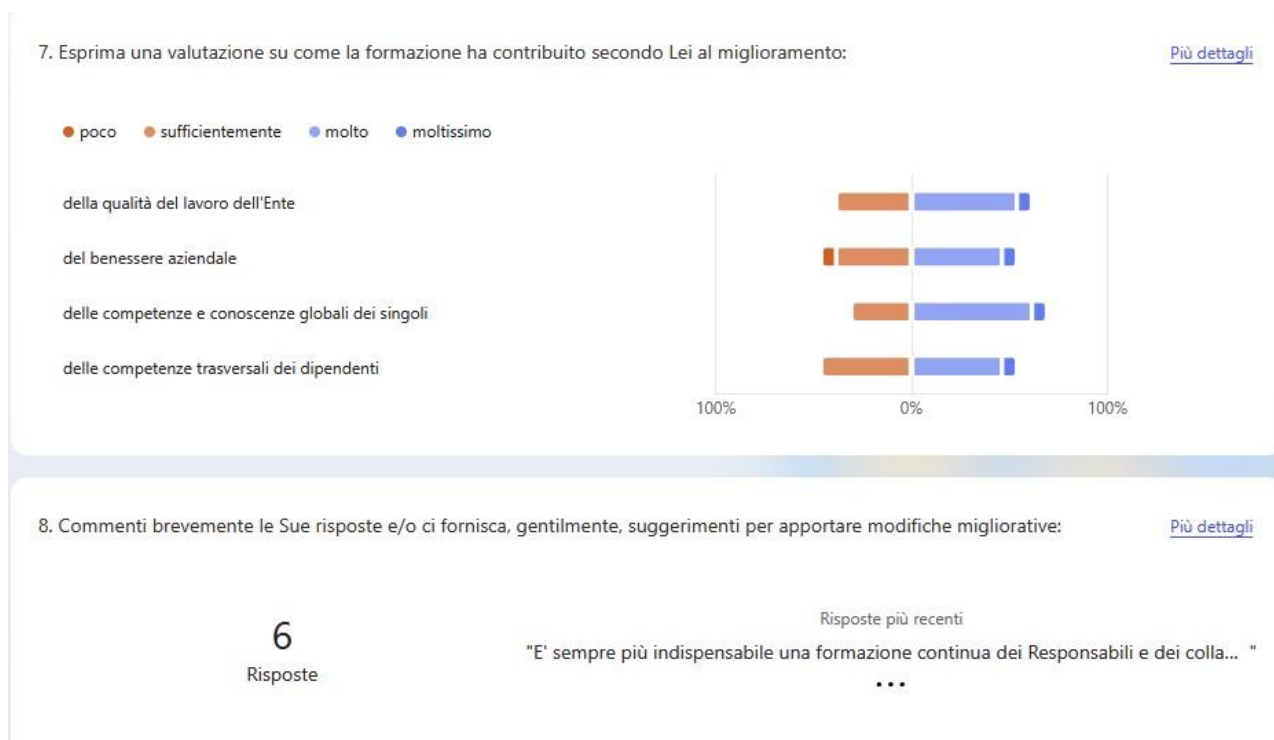 7. Esprima una valutazione su come la formazione ha contribuito secondo Lei al miglioramento:
Più dettagli
poco sufficientemente molto moltissimo
della qualità del lavoro dell'Ente
del benessere aziendale
delle competenze e conoscenze globali dei singoli
delle competenze trasversali dei dipendenti
100% 0% 100%
8. Commenti brevemente le Sue risposte e/o ci fornisca, gentilmente, suggerimenti per apportare modifiche migliorative:
Più dettagli
6
Risposte
Risposte più recenti
"E' sempre più indispensabile una formazione continua dei Responsabili e dei colla... "
...